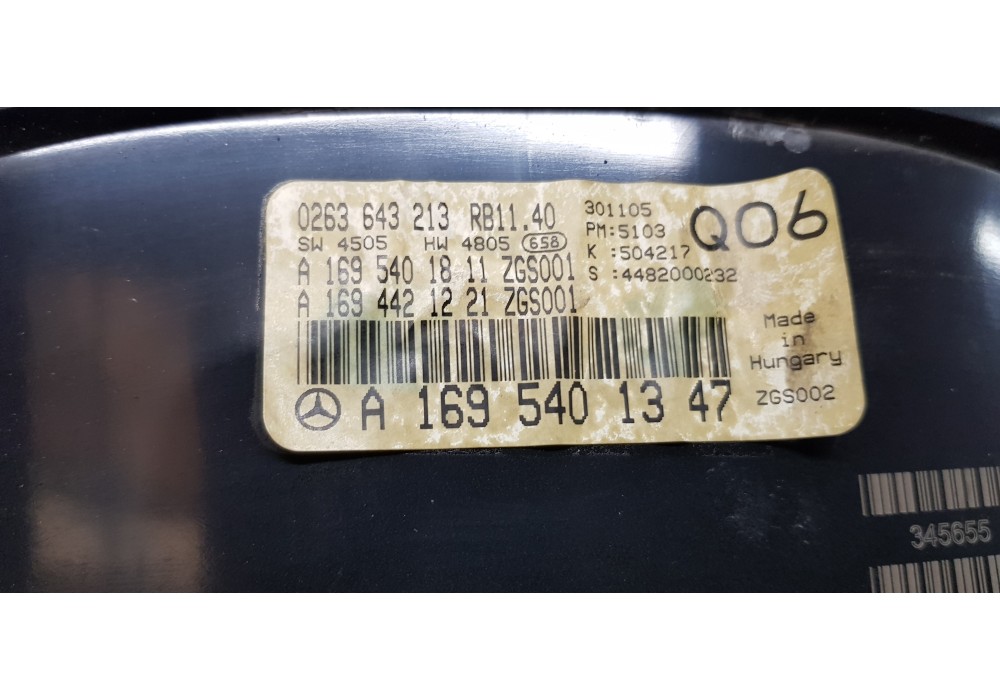 0263 643 213 RB11.40
SW 4505 HW 4805 658
A 169 540 18 11 ZGS001
A 169 442 12 21 ZGS001
A 169 540 13 47
301105
PM:5103
K :504217
S :4482000232
Q06
Made
in
Hungary
ZGS002
345655